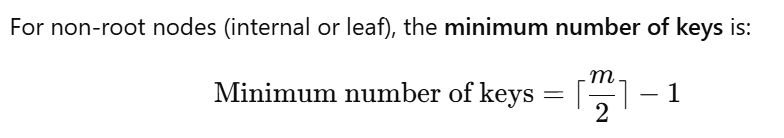 For non-root nodes (internal or leaf), the minimum number of keys is:
Minimum number of keys = ⌈m/2⌉ − 1